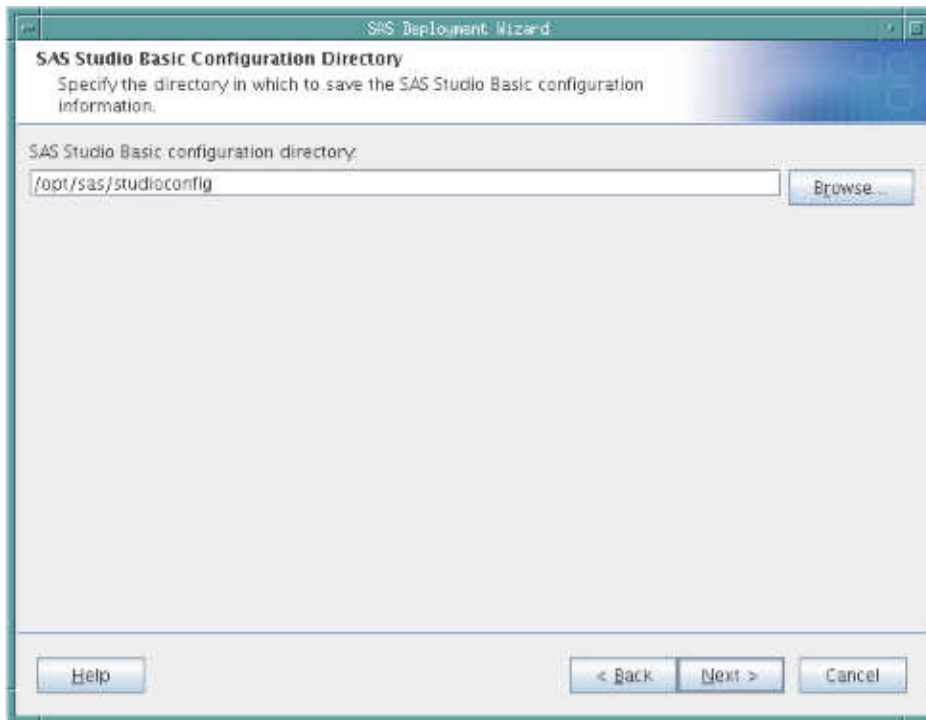 SAS Deployment Wizard
SAS Studio Basic Configuration Directory
Specify the directory in which to save the SAS Studio Basic configuration
information.
SAS Studio Basic configuration directory:
/opt/sas/studioconfig
Browse...
Help
< Back
Next >
Cancel